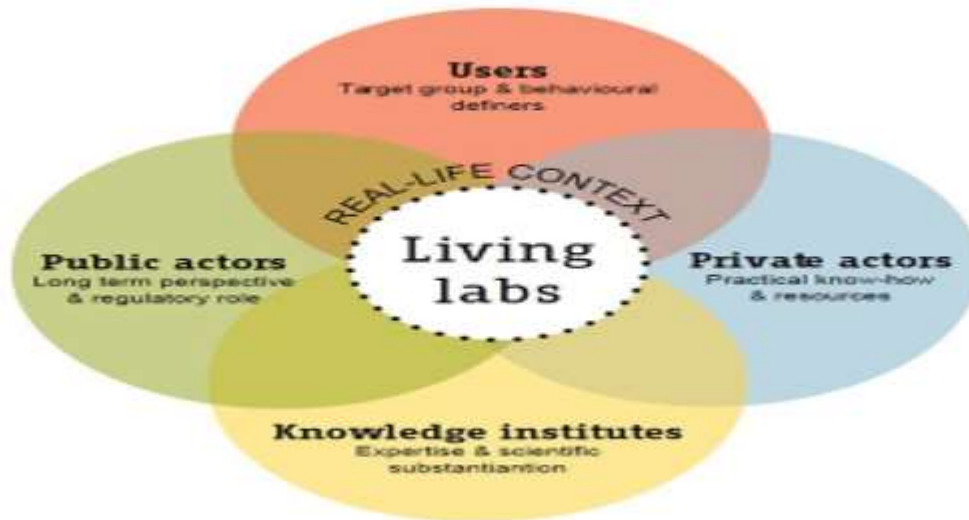 Users
Target group & behavioural
definers
REAL-LIFE CONTEXT
Living
labs
Public actors
Long term perspective
& regulatory role
Private actors
Practical know-how
& resources
Knowledge institutes
Expertise & scientific
substantiantion